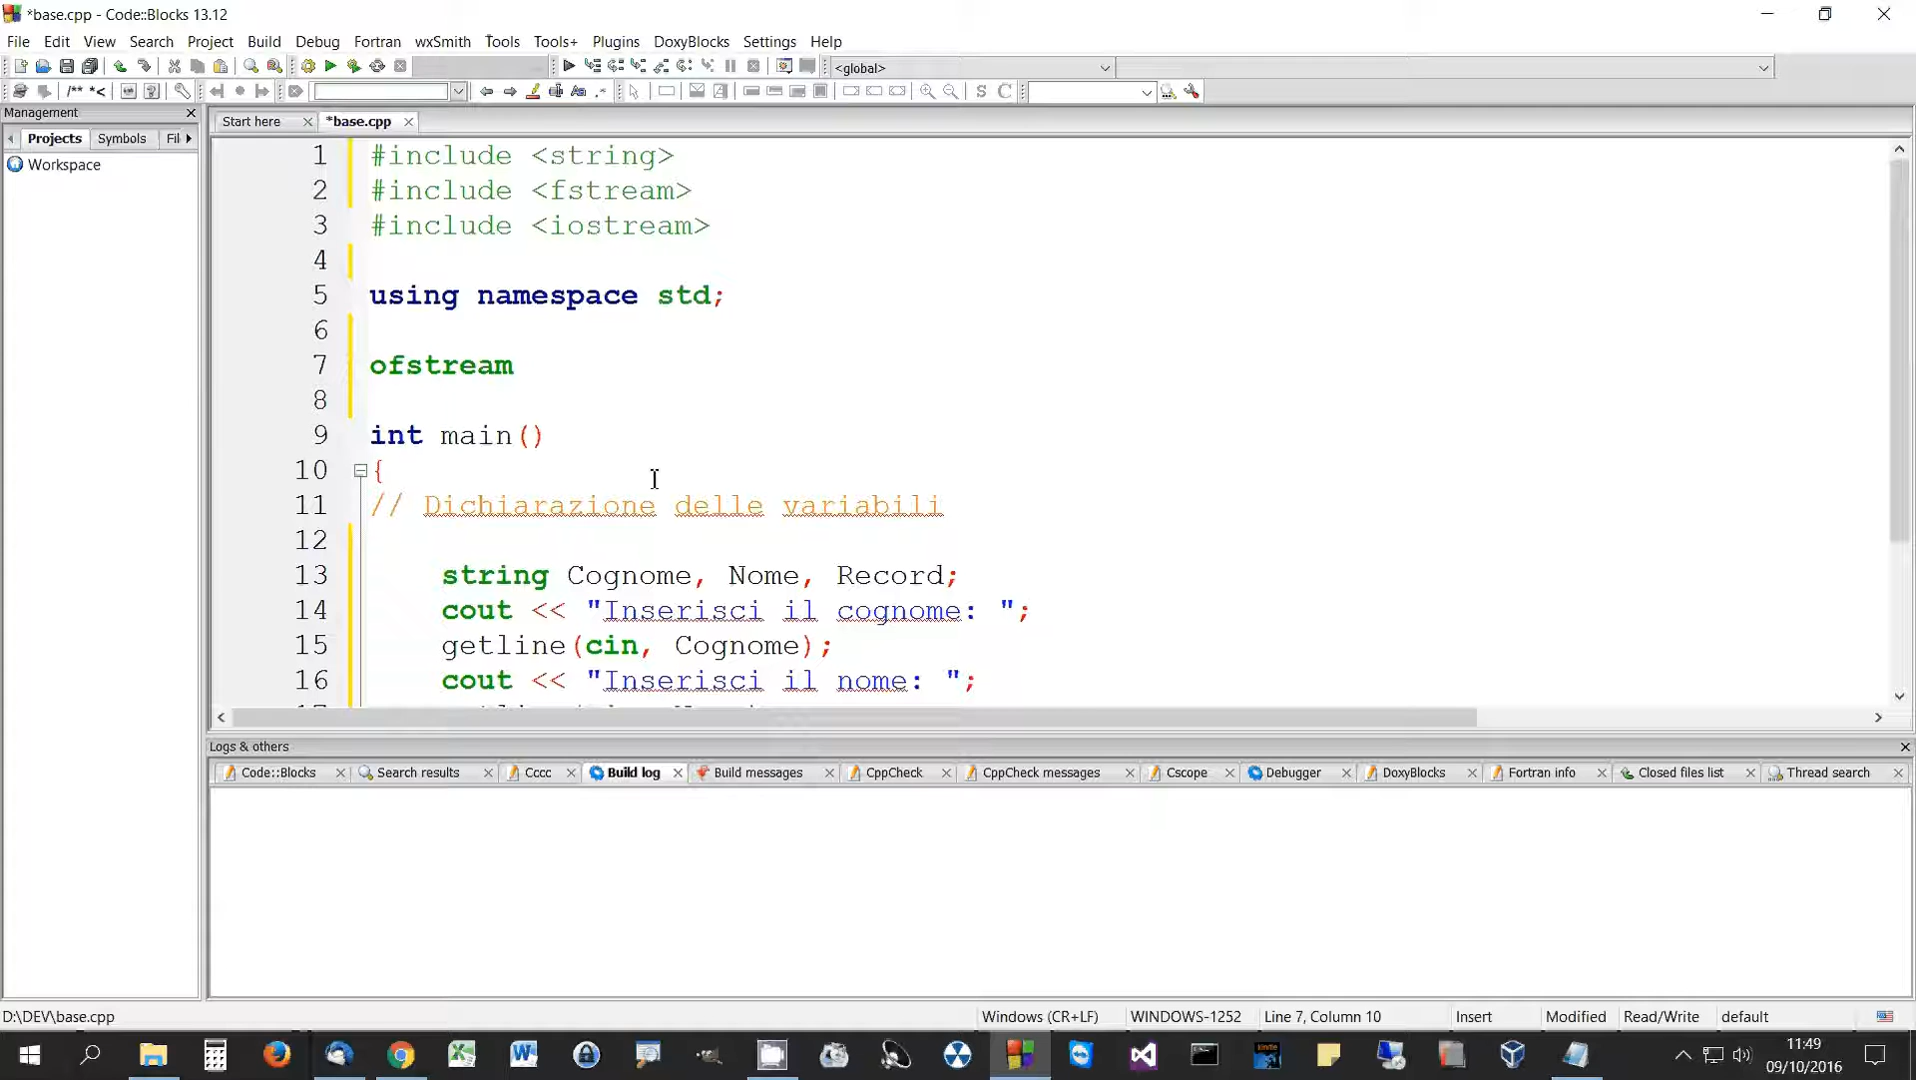 *base.cpp - Code::Blocks 13.12
File Edit View Search Project Build Debug Fortran wxSmith Tools Tools+ Plugins DoxyBlocks Settings Help
<global>
/** *<
S C
Management
Start here *base.cpp
Projects Symbols Fil
Workspace
1 #include <string>
2 #include <fstream>
3 #include <iostream>
4
5 using namespace std;
6
7 ofstream
8
9 int main()
10 {
11 // Dichiarazione delle variabili
12
13 string Cognome, Nome, Record;
14 cout << "Inserisci il cognome: ";
15 getline(cin, Cognome);
16 cout << "Inserisci il nome: ";
Logs & others
Code::Blocks Search results Cccc Build log Build messages CppCheck CppCheck messages Cscope Debugger DoxyBlocks Fortran info Closed files list Thread search
D:\DEV\base.cpp Windows (CR+LF) WINDOWS-1252 Line 7, Column 10 Insert Modified Read/Write default
11:49
09/10/2016